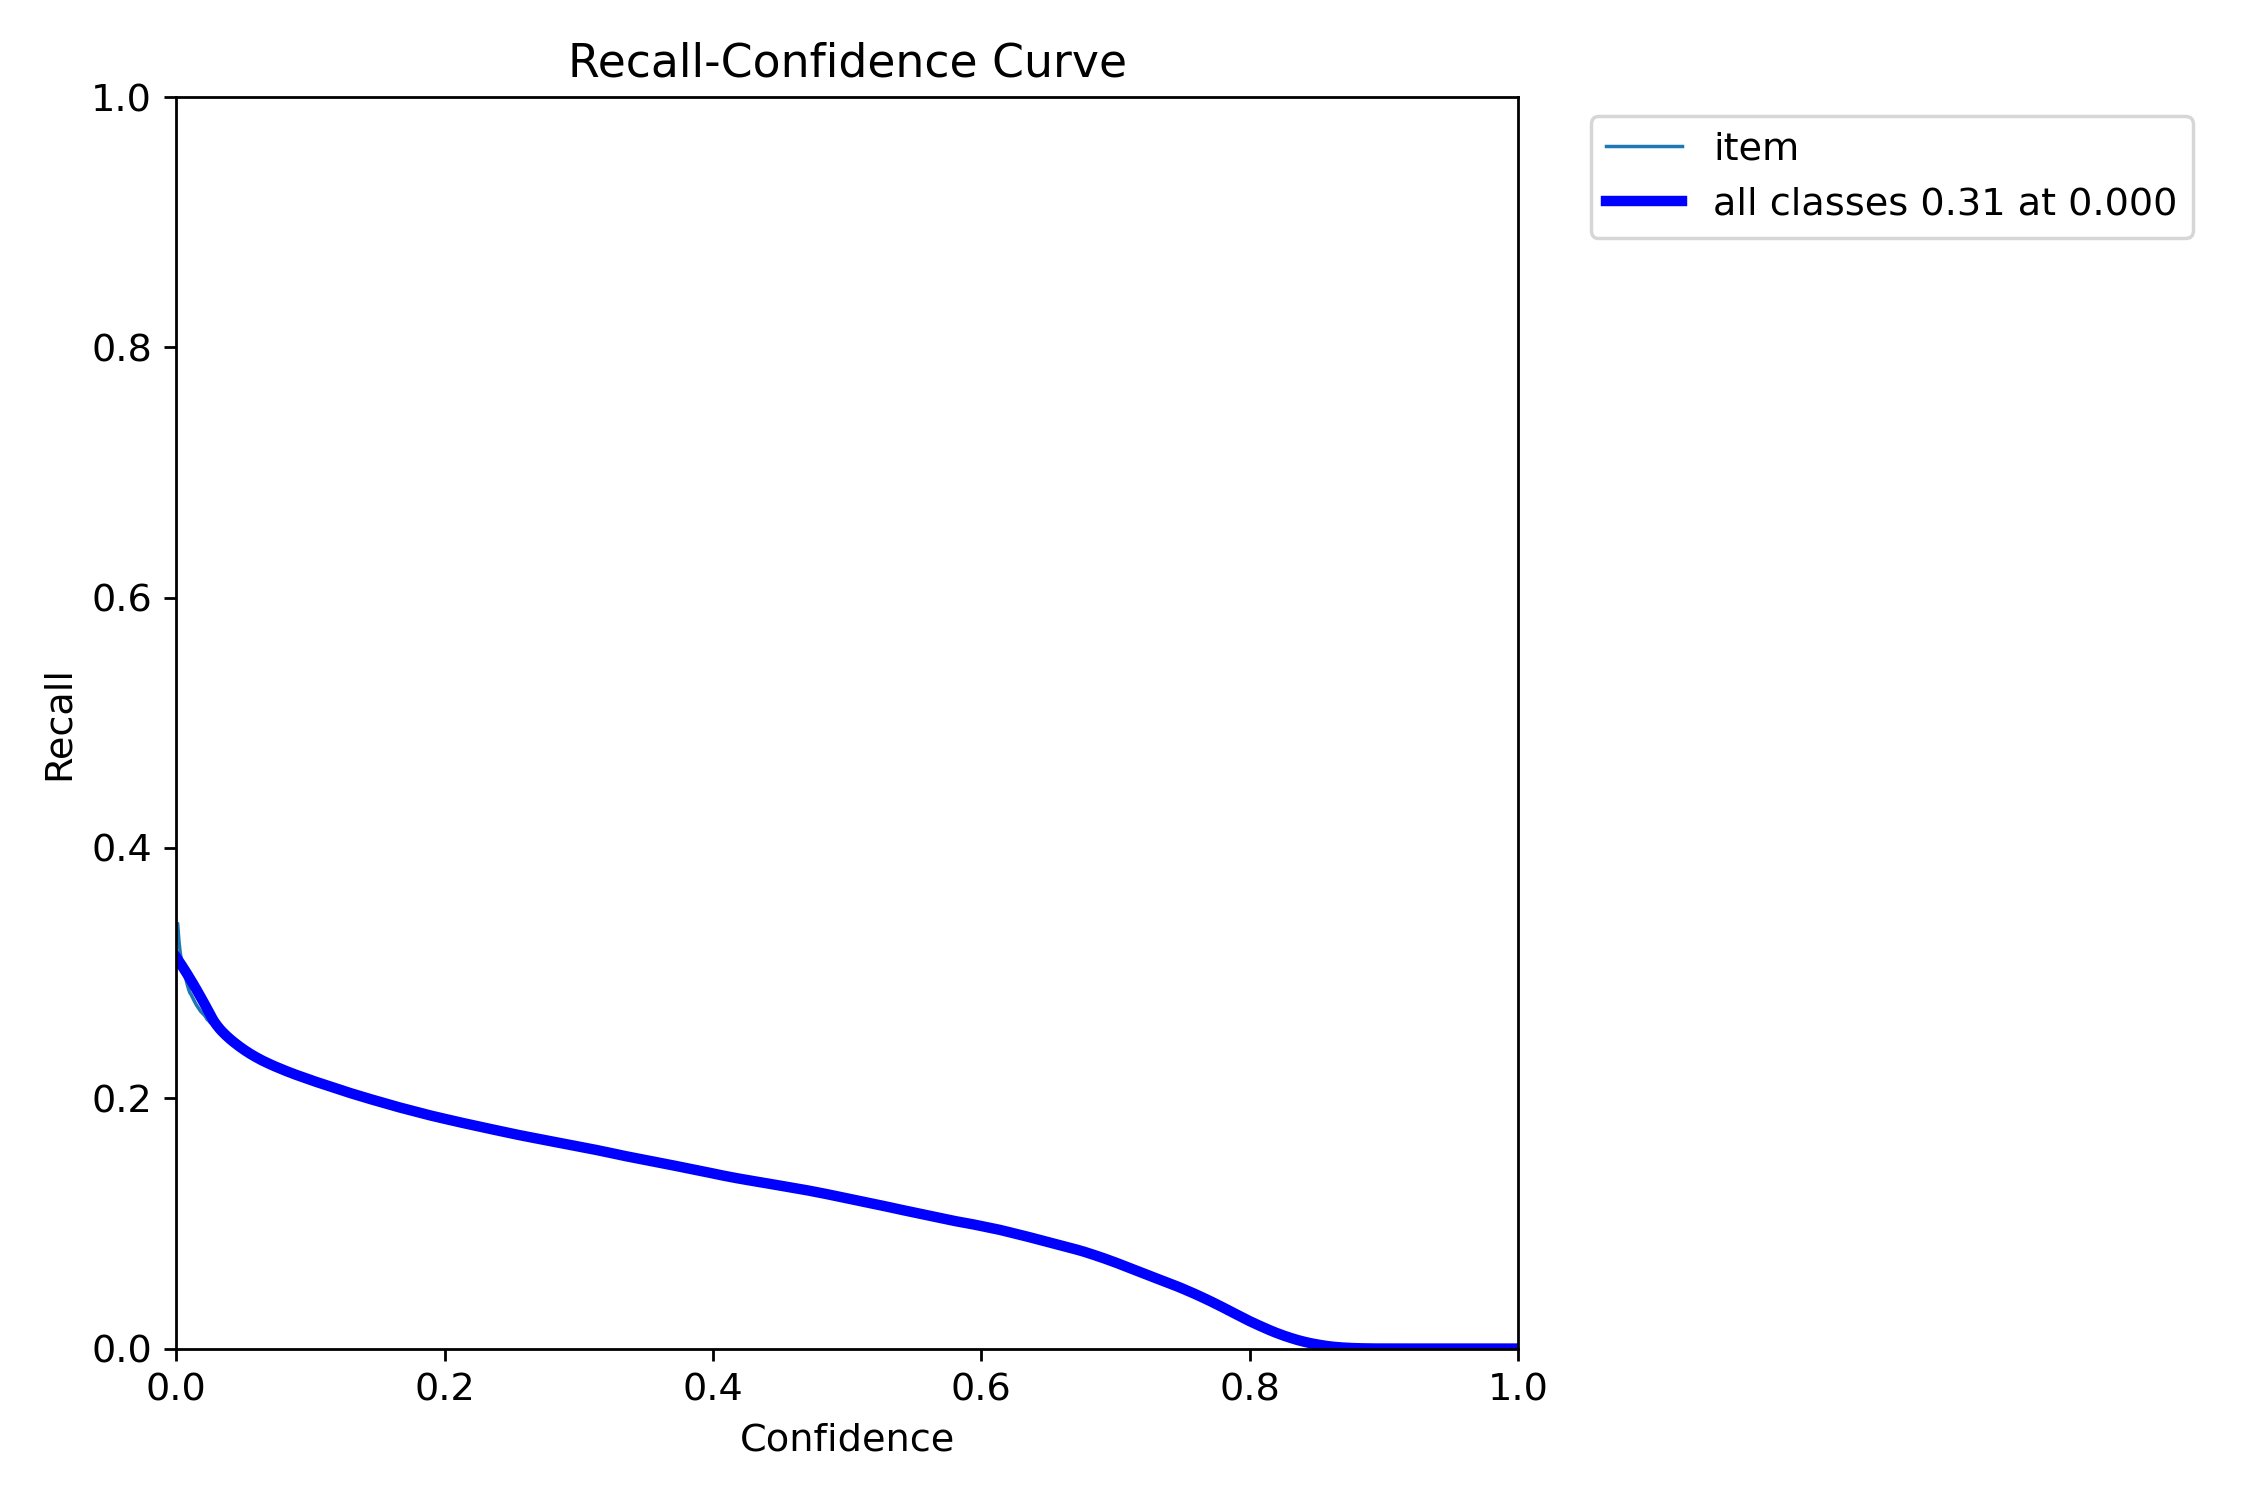 Recall-Confidence Curve
1.0
0.8
0.6
0.4
0.2
0.0
Recall
0.0 0.2 0.4 0.6 0.8 1.0
Confidence
item
all classes 0.31 at 0.000